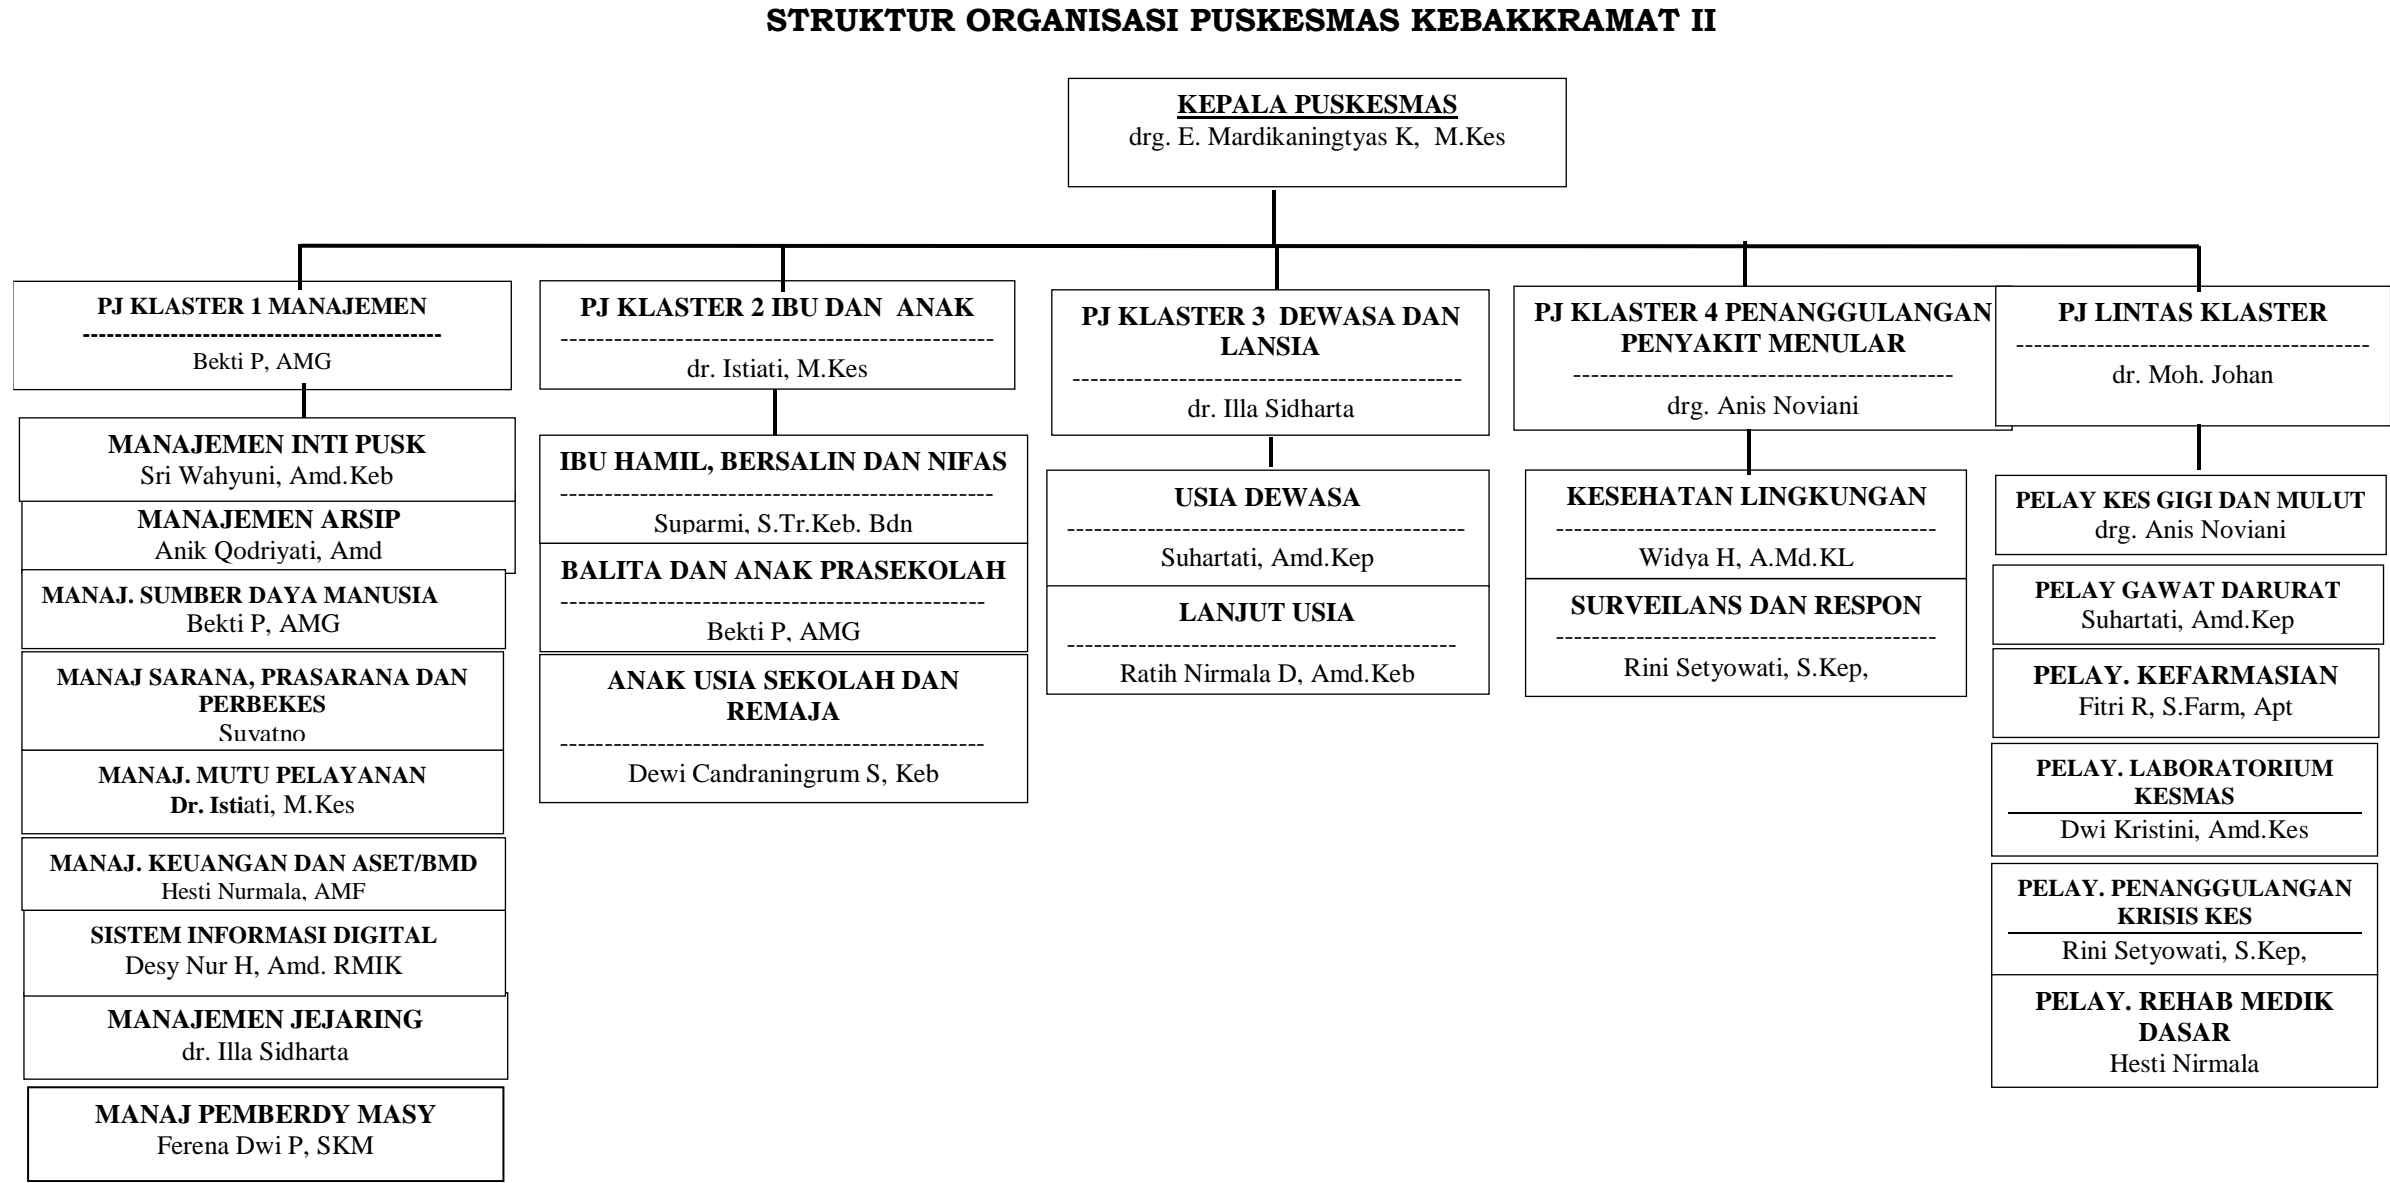 STRUKTUR ORGANISASI PUSKESMAS KEBAKKRAMAT II
KEPALA PUSKESMAS
drg. E. Mardikaningtyas K, M.Kes
PJ KLASTER 1 MANAJEMEN
---------------------------------------------
Bekti P, AMG
MANAJEMEN INTI PUSK
Sri Wahyuni, Amd.Keb
MANAJEMEN ARSIP
Anik Qodriyati, Amd
MANAJ. SUMBER DAYA MANUSIA
Bekti P, AMG
MANAJ SARANA, PRASARANA DAN
PERBEKES
Suyatno
MANAJ. MUTU PELAYANAN
Dr. Istiati, M.Kes
MANAJ. KEUANGAN DAN ASET/BMD
Hesti Nurmala, AMF
SISTEM INFORMASI DIGITAL
Desy Nur H, Amd. RMIK
MANAJEMEN JEJARING
dr. Illa Sidharta
MANAJ PEMBERDY MASY
Ferena Dwi P, SKM
PJ KLASTER 2 IBU DAN ANAK
-------------------------------------------------
dr. Istiati, M.Kes
IBU HAMIL, BERSALIN DAN NIFAS
-------------------------------------------------
Suparmi, S.Tr.Keb. Bdn
BALITA DAN ANAK PRASEKOLAH
------------------------------------------------
Bekti P, AMG
ANAK USIA SEKOLAH DAN
REMAJA
------------------------------------------------
Dewi Candraningrum S, Keb
PJ KLASTER 3 DEWASA DAN
LANSIA
--------------------------------------------
dr. Illa Sidharta
USIA DEWASA
---------------------------------------------
Suhartati, Amd.Kep
LANJUT USIA
--------------------------------------------
Ratih Nirmala D, Amd.Keb
PJ KLASTER 4 PENANGGULANGAN
PENYAKIT MENULAR
-------------------------------------------
drg. Anis Noviani
KESEHATAN LINGKUNGAN
-------------------------------------------
Widya H, A.Md.KL
SURVEILANS DAN RESPON
-------------------------------------------
Rini Setyowati, S.Kep,
PJ LINTAS KLASTER
----------------------------------------
dr. Moh. Johan
PELAY KES GIGI DAN MULUT
drg. Anis Noviani
PELAY GAWAT DARURAT
Suhartati, Amd.Kep
PELAY. KEFARMASIAN
Fitri R, S.Farm, Apt
PELAY. LABORATORIUM
KESMAS
Dwi Kristini, Amd.Kes
PELAY. PENANGGULANGAN
KRISIS KES
Rini Setyowati, S.Kep,
PELAY. REHAB MEDIK
DASAR
Hesti Nirmala